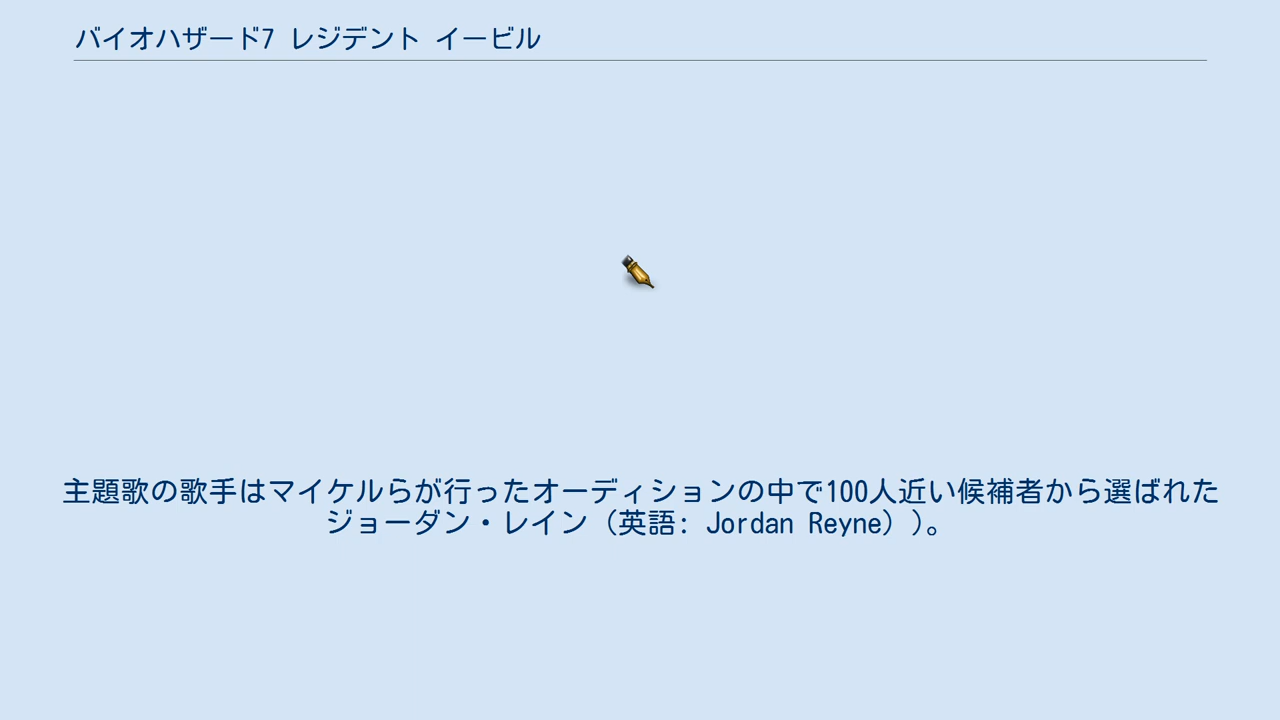 バイオハザード7 レジデント イービル
主題歌の歌手はマイケルらが行ったオーディションの中で100人近い候補者から選ばれた
ジョーダン・レイン（英語: Jordan Reyne））。